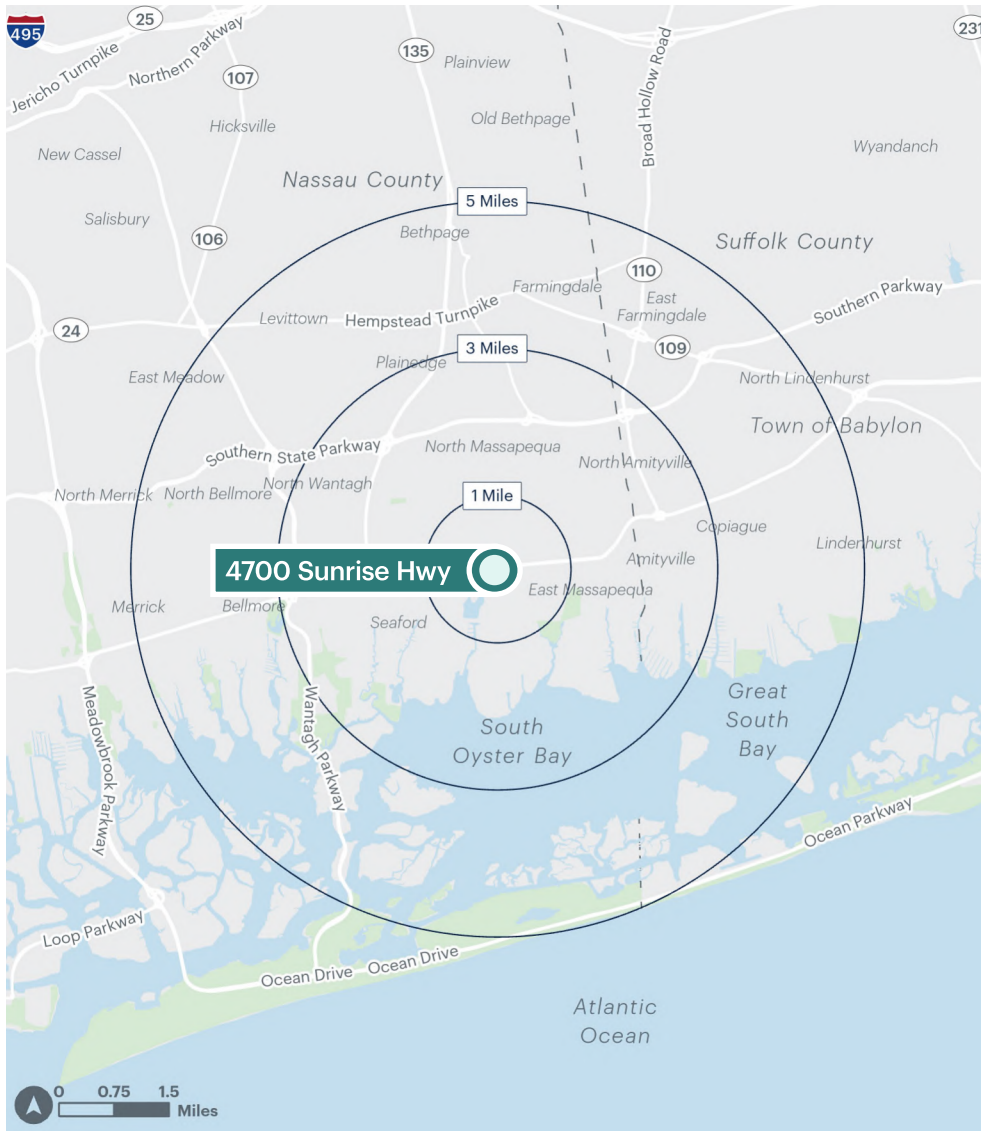 495
25
Jericho Turnpike
Northern Parkway
107
135
Plainview
Broad Hollow Road
231
Hicksville
Old Bethpage
New Cassel
Wyandanch
Nassau County
5 Miles
Salisbury
106
Bethpage
Suffolk County
110
Farmingdale
East
Farmingdale
Southern Parkway
24
Levittown
Hempstead Turnpike
109
3 Miles
Plainedge
East Meadow
North Lindenhurst
Town of Babylon
Southern State Parkway
North Massapequa
North Amityville
North Merrick
North Bellmore
North Wantagh
1 Mile
Copiague
Lindenhurst
4700 Sunrise Hwy
Amityville
East Massapequa
Merrick
Bellmore
Seaford
Meadowbrook Parkway
Wantagh Parkway
South
Oyster Bay
Great
South
Bay
Ocean Parkway
Loop Parkway
Ocean Drive
Ocean Drive
Atlantic
Ocean
0 0.75 1.5
Miles